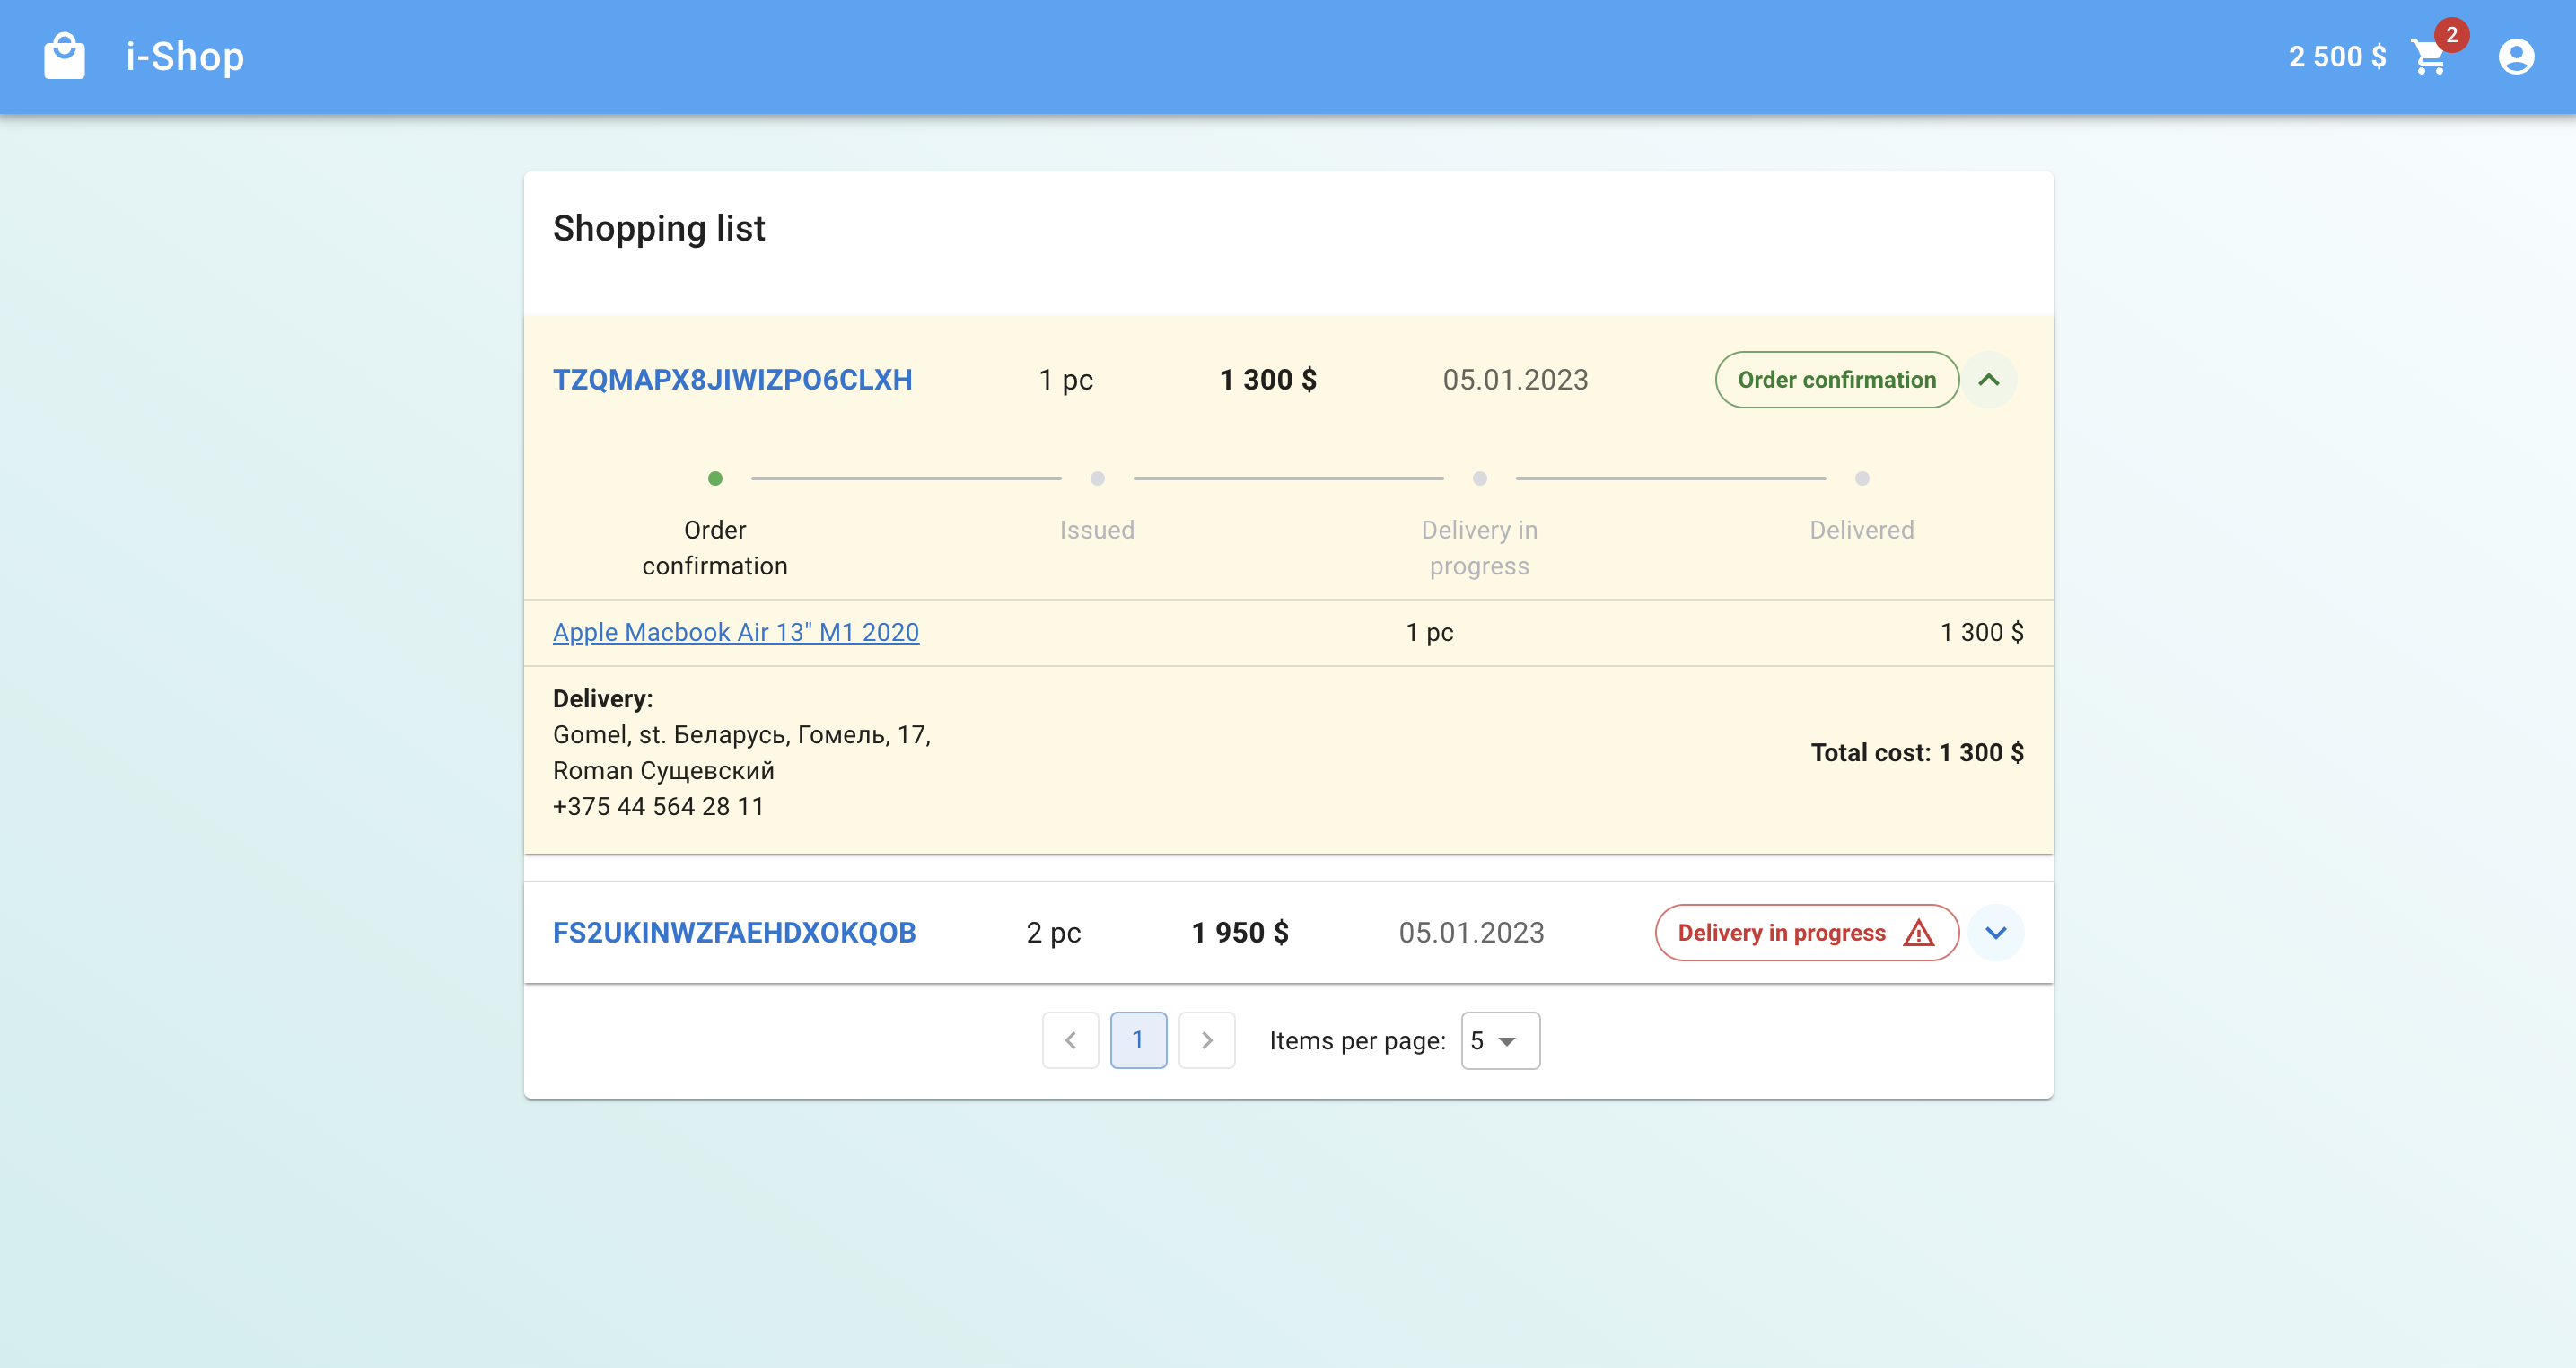 i-Shop
2 500 $
2
Shopping list
TZQMAPX8JIWIZPO6CLXH 1 pc 1 300 $ 05.01.2023 Order confirmation
Order
confirmation
Issued
Delivery in
progress
Delivered
Apple Macbook Air 13" M1 2020 1 pc 1 300 $
Delivery:
Gomel, st. Беларусь, Гомель, 17,
Roman Сущевский
+375 44 564 28 11
Total cost: 1 300 $
FS2UKINWZFAEHDXOKQOB 2 pc 1 950 $ 05.01.2023 Delivery in progress
1 Items per page: 5